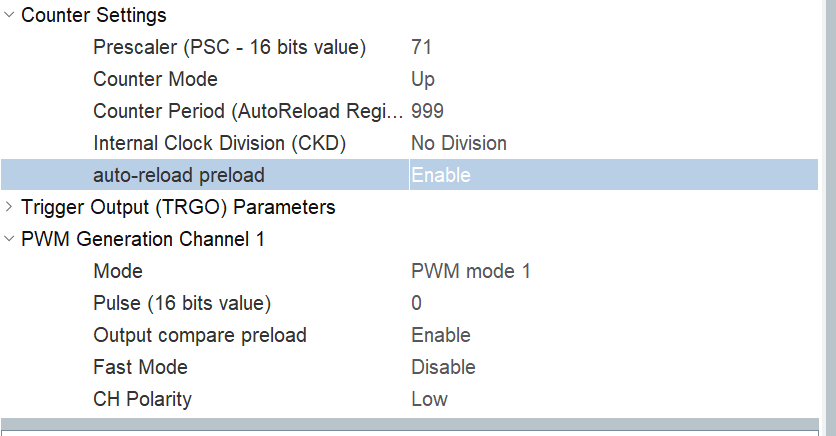 Counter Settings
Prescaler (PSC - 16 bits value) 71
Counter Mode Up
Counter Period (AutoReload Regi... 999
Internal Clock Division (CKD) No Division
auto-reload preload Enable
Trigger Output (TRGO) Parameters
PWM Generation Channel 1
Mode PWM mode 1
Pulse (16 bits value) 0
Output compare preload Enable
Fast Mode Disable
CH Polarity Low